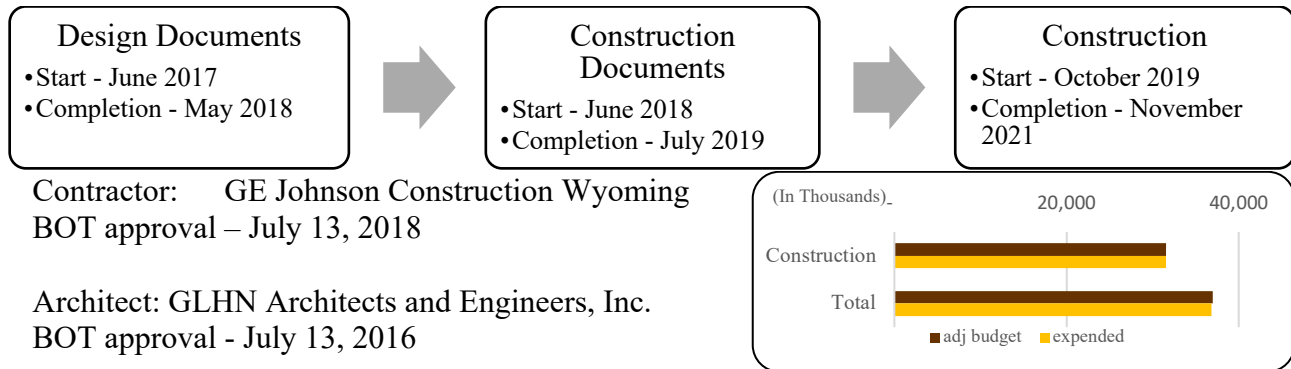 Design Documents
•Start - June 2017
•Completion - May 2018
Construction
Documents
•Start - June 2018
•Completion - July 2019
Construction
•Start - October 2019
•Completion - November
2021
Contractor: GE Johnson Construction Wyoming
BOT approval – July 13, 2018
Architect: GLHN Architects and Engineers, Inc.
BOT approval - July 13, 2016
(In Thousands) - 20,000 40,000
Construction
Total
adj budget expended